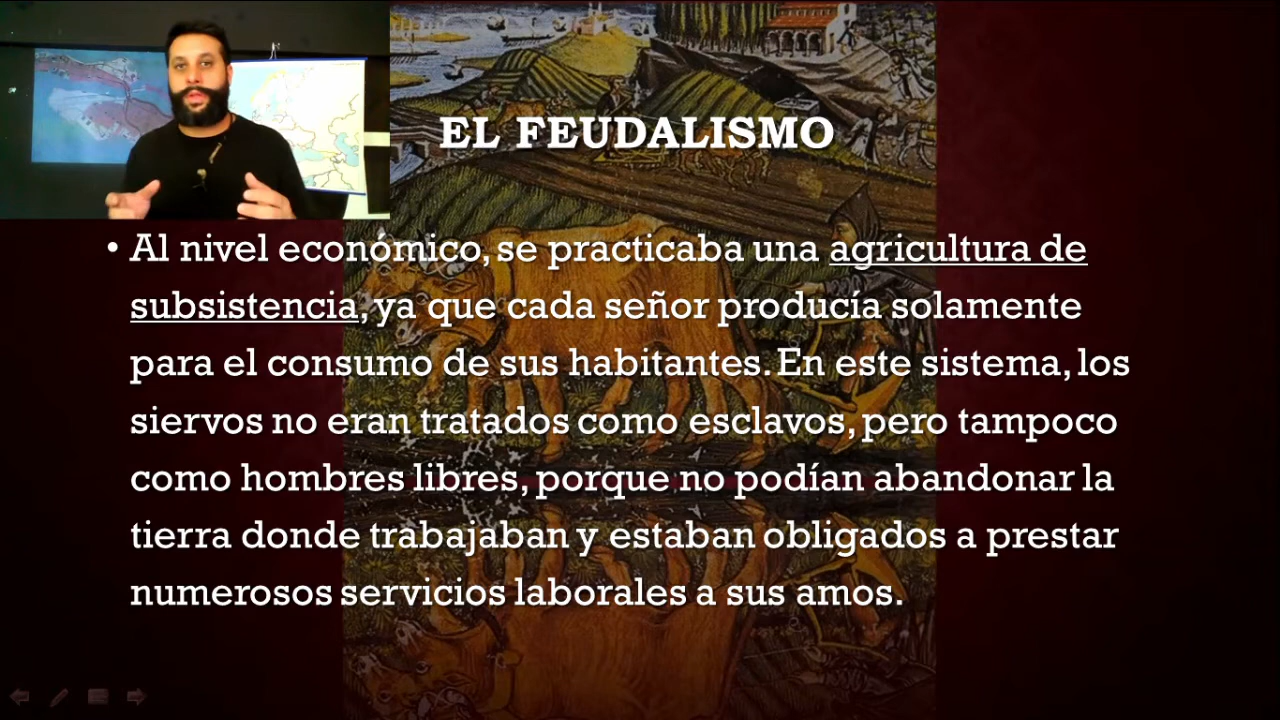 EL FEUDALISMO
• Al nivel económico, se practicaba una agricultura de
subsistencia, ya que cada señor producía solamente
para el consumo de sus habitantes. En este sistema, los
siervos no eran tratados como esclavos, pero tampoco
como hombres libres, porque no podían abandonar la
tierra donde trabajaban y estaban obligados a prestar
numerosos servicios laborales a sus amos.